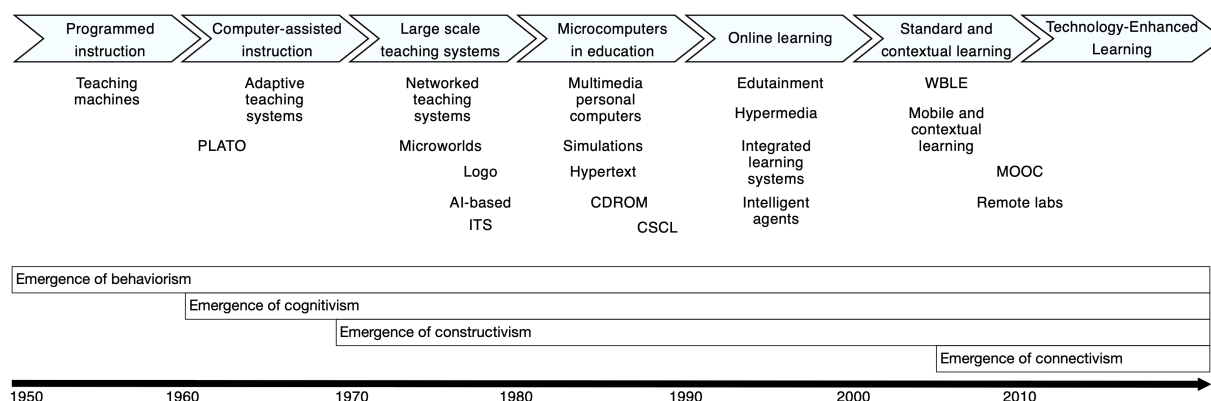 Programmed
instruction
Computer-assisted
instruction
Large scale
teaching systems
Microcomputers
in education
Online learning
Standard and
contextual learning
Technology-Enhanced
Learning
Teaching
machines
Adaptive
teaching
systems
PLATO
Networked
teaching
systems
Microworlds
Logo
AI-based
ITS
Multimedia
personal
computers
Simulations
Hypertext
CDROM
CSCL
Edutainment
Hypermedia
Integrated
learning
systems
Intelligent
agents
WBLE
Mobile and
contextual
learning
MOOC
Remote labs
Emergence of behaviorism
Emergence of cognitivism
Emergence of constructivism
Emergence of connectivism
1950 1960 1970 1980 1990 2000 2010